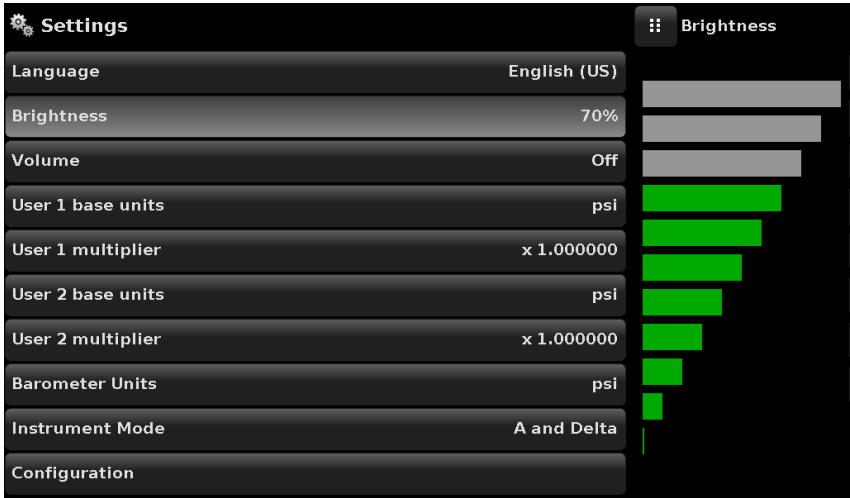 Settings
Brightness
Language English (US)
Brightness 70%
Volume Off
User 1 base units psi
User 1 multiplier x 1.000000
User 2 base units psi
User 2 multiplier x 1.000000
Barometer Units psi
Instrument Mode A and Delta
Configuration